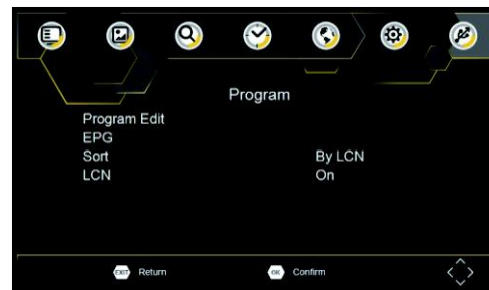 Program
Program Edit
EPG
Sort By LCN
LCN On
EXIT Return OK Confirm